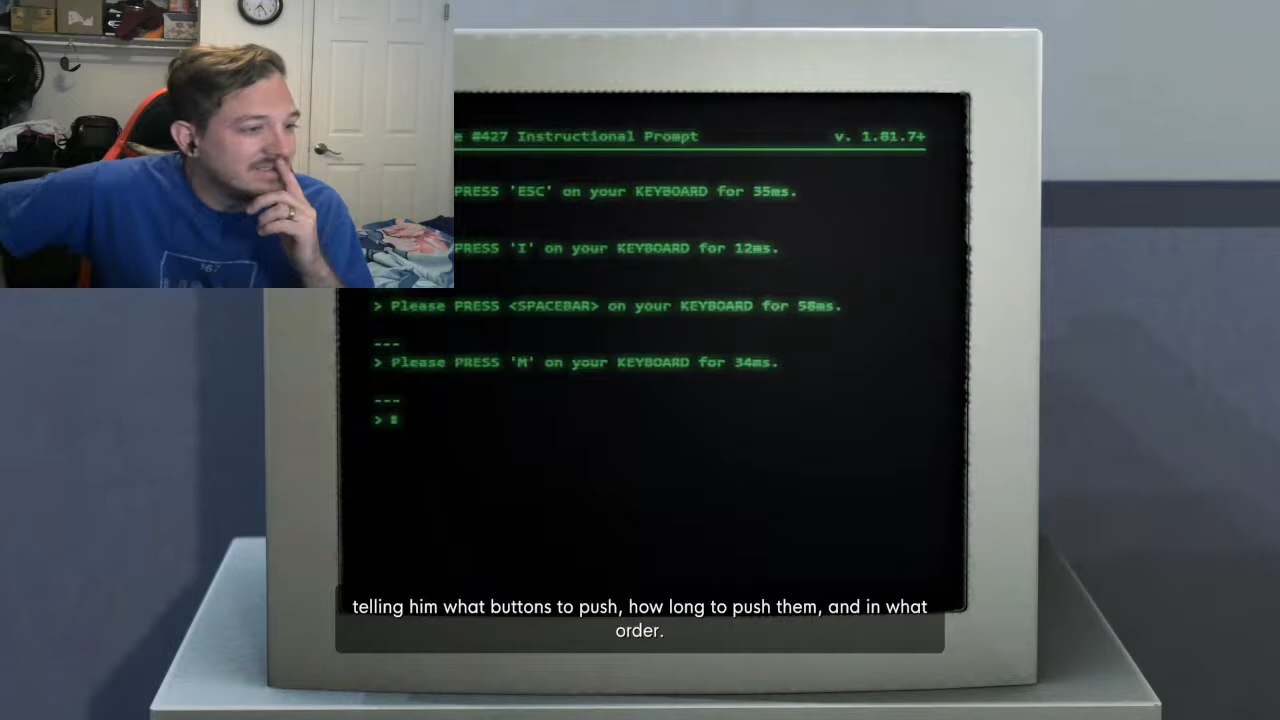 e #427 Instructional Prompt v. 1.81.7+
PRESS 'ESC' on your KEYBOARD for 35ms.
PRESS 'I' on your KEYBOARD for 12ms.
> Please PRESS <SPACEBAR> on your KEYBOARD for 58ms.
---
> Please PRESS 'M' on your KEYBOARD for 34ms.
---
>
telling him what buttons to push, how long to push them, and in what
order.